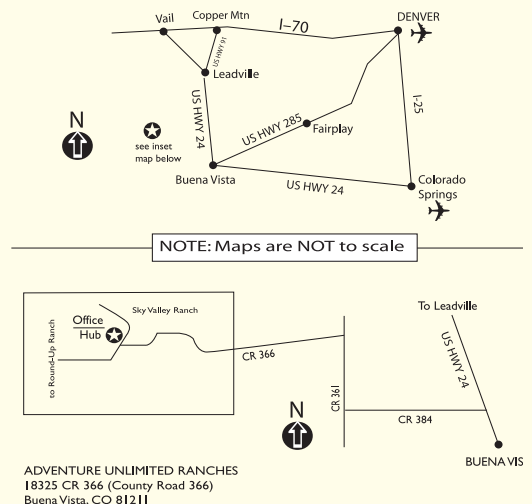 Vail
Copper Mtn
I-70
DENVER
US HWY 91
Leadville
I-25
US HWY 24
US HWY 285
Fairplay
N
see inset
map below
Buena Vista
US HWY 24
Colorado
Springs
NOTE: Maps are NOT to scale
Sky Valley Ranch
Office
Hub
to Round-Up Ranch
To Leadville
US HWY 24
CR 366
CR 361
CR 384
N
BUENA VIS
ADVENTURE UNLIMITED RANCHES
18325 CR 366 (County Road 366)
Buena Vista, CO 81211